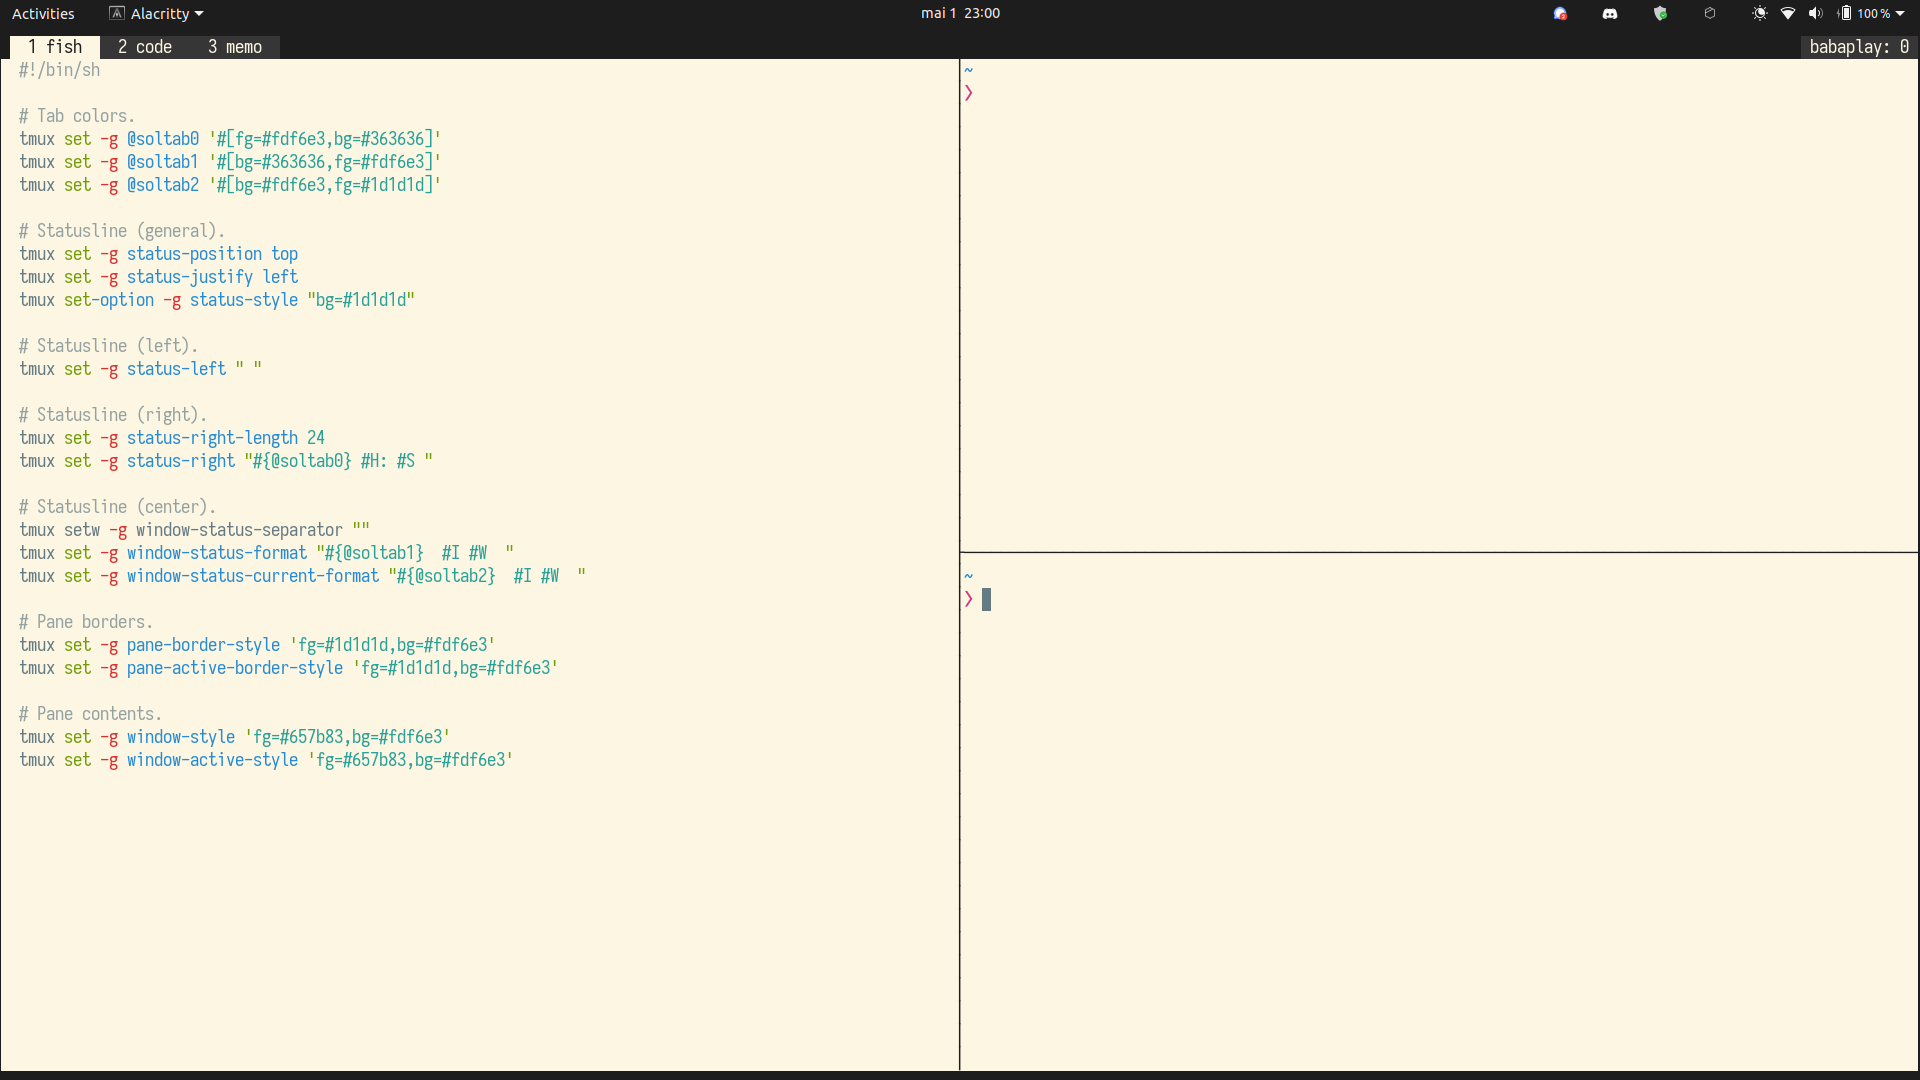 Activities Alacritty mai 1 23:00 100 %
1 fish 2 code 3 memo babaplay: 0
#!/bin/sh
# Tab colors.
tmux set -g @soltab0 '#[fg=#fdf6e3,bg=#363636]'
tmux set -g @soltab1 '#[bg=#363636,fg=#fdf6e3]'
tmux set -g @soltab2 '#[bg=#fdf6e3,fg=#1d1d1d]'
# Statusline (general).
tmux set -g status-position top
tmux set -g status-justify left
tmux set-option -g status-style "bg=#1d1d1d"
# Statusline (left).
tmux set -g status-left " "
# Statusline (right).
tmux set -g status-right-length 24
tmux set -g status-right "#{@soltab0} #H: #S "
# Statusline (center).
tmux setw -g window-status-separator ""
tmux set -g window-status-format "#{@soltab1}  #I #W  "
tmux set -g window-status-current-format "#{@soltab2}  #I #W  "
# Pane borders.
tmux set -g pane-border-style 'fg=#1d1d1d,bg=#fdf6e3'
tmux set -g pane-active-border-style 'fg=#1d1d1d,bg=#fdf6e3'
# Pane contents.
tmux set -g window-style 'fg=#657b83,bg=#fdf6e3'
tmux set -g window-active-style 'fg=#657b83,bg=#fdf6e3'
~
❯
~
❯